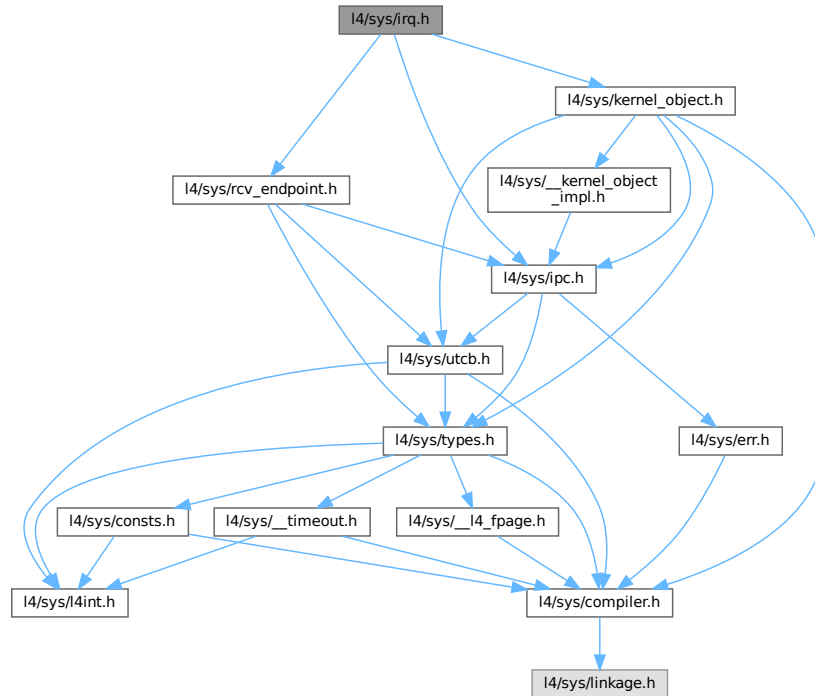 l4/sys/irq.h
l4/sys/kernel_object.h
l4/sys/rcv_endpoint.h
l4/sys/__kernel_object
_impl.h
l4/sys/ipc.h
l4/sys/utcb.h
l4/sys/types.h
l4/sys/err.h
l4/sys/consts.h
l4/sys/__timeout.h
l4/sys/__l4_fpage.h
l4/sys/l4int.h
l4/sys/compiler.h
l4/sys/linkage.h